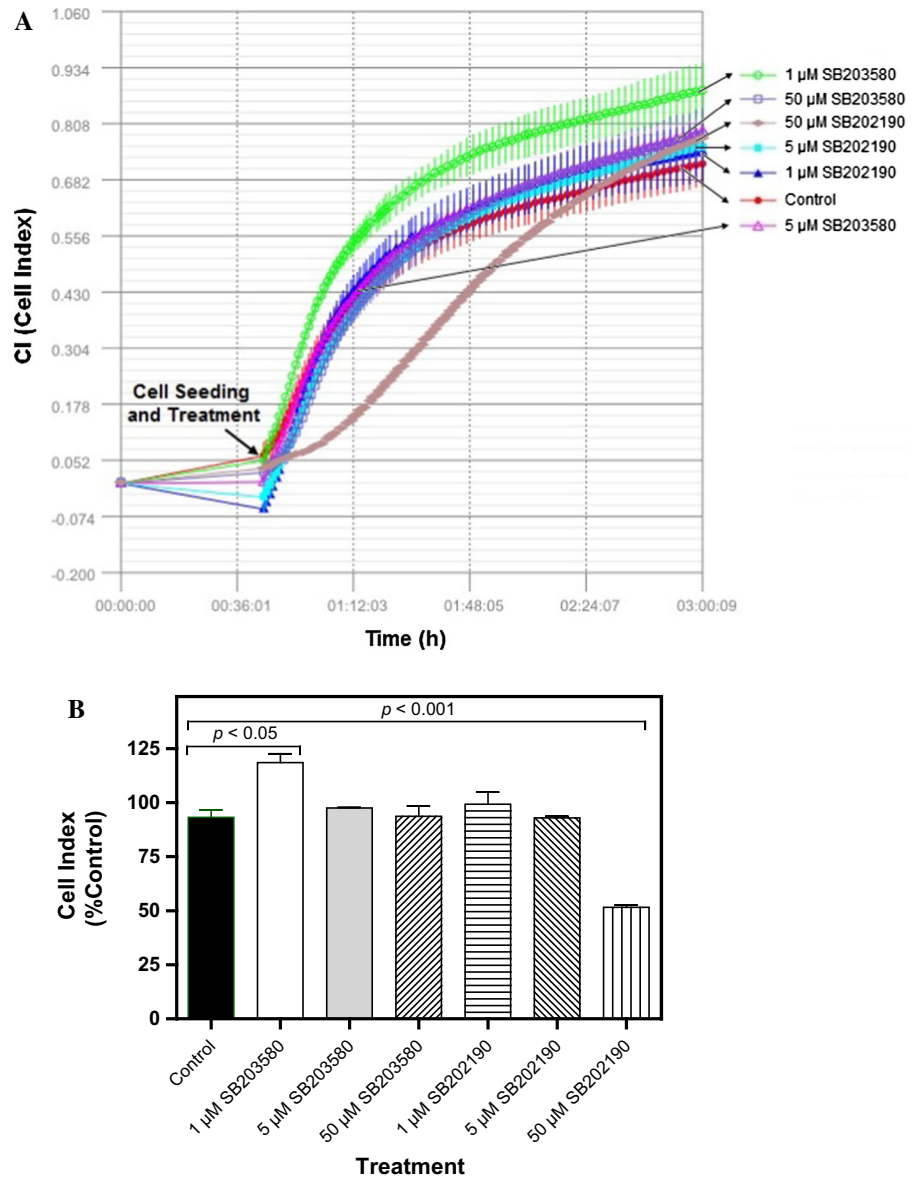 A
1.060
0.934
0.808
0.682
0.556
0.430
0.304
0.178
0.052
-0.074
-0.200
CI (Cell Index)
Cell Seeding
and Treatment
1 µM SB203580
50 µM SB203580
50 µM SB202190
5 µM SB202190
1 µM SB202190
Control
5 µM SB203580
00:00:00
00:36:01
01:12:03
01:48:05
02:24:07
03:00:09
Time (h)
B
p < 0.001
p < 0.05
125
100
75
50
25
0
Cell Index
(%Control)
Control
1 µM SB203580
5 µM SB203580
50 µM SB203580
1 µM SB202190
5 µM SB202190
50 µM SB202190
Treatment